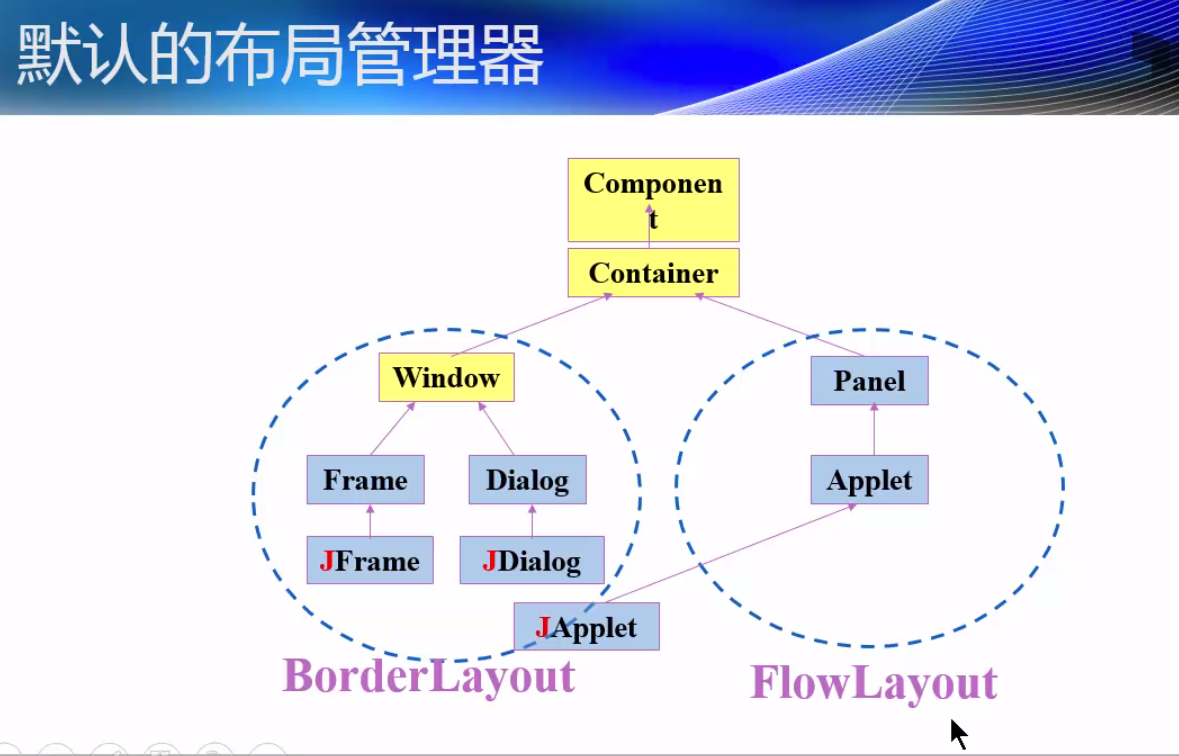 默认的布局管理器
Componen
t
Container
Window
Panel
Frame
Dialog
Applet
JFrame
JDialog
JApplet
BorderLayout
FlowLayout